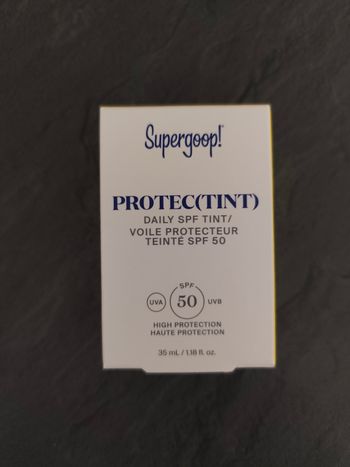 Supergoop!
PROTEC(TINT)
DAILY SPF TINT/
VOILE PROTECTEUR
TEINTÉ SPF 50
SPF
UVA 50 UVB
HIGH PROTECTION
HAUTE PROTECTION
35 mL / 1.18 fl. oz.